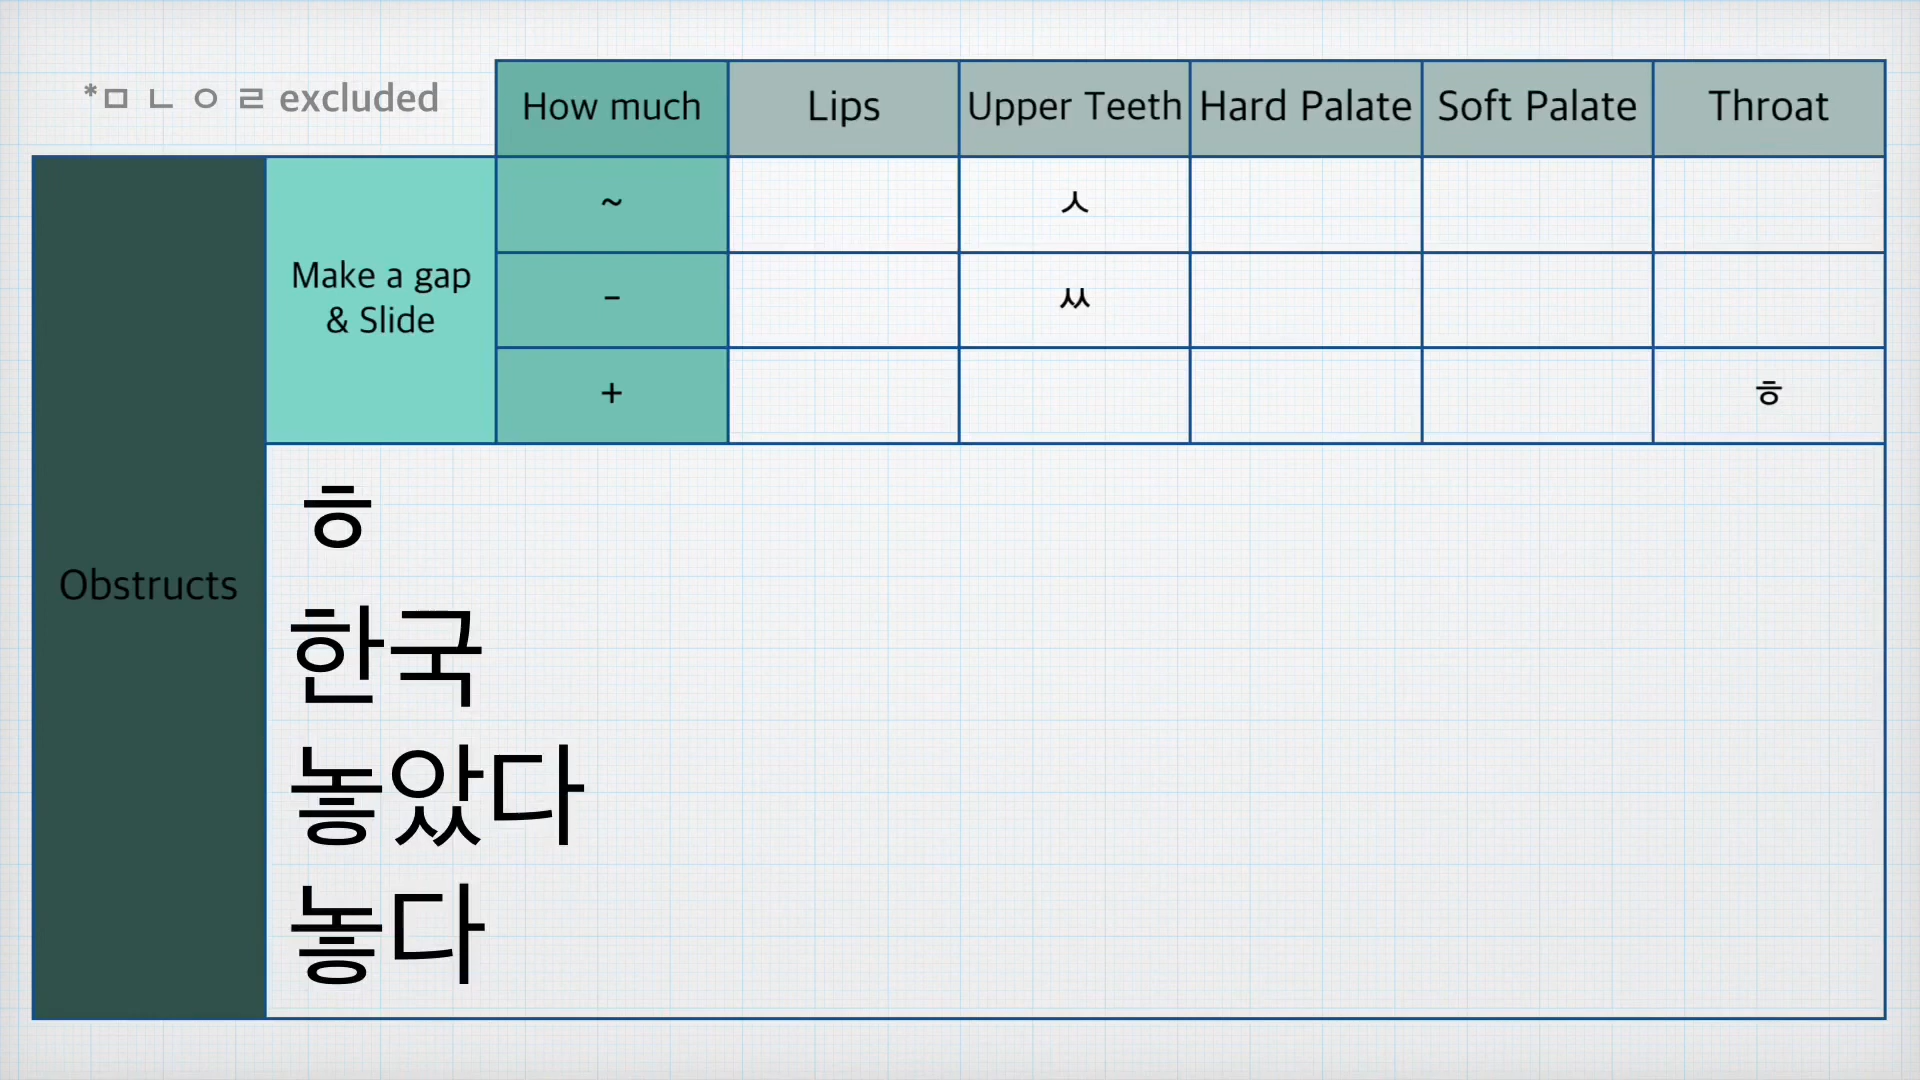 *ㅁ ㄴ ㅇ ㄹ excluded
How much Lips Upper Teeth Hard Palate Soft Palate Throat
Obstructs
Make a gap
& Slide
~ ㅅ
- ㅆ
+ ㅎ
ㅎ
한국
놓았다
놓다